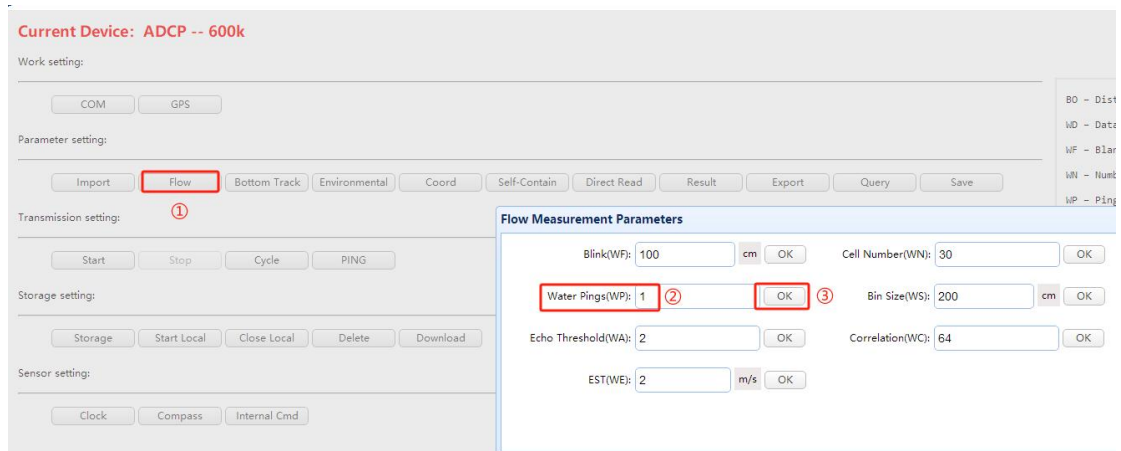 Current Device: ADCP -- 600k
Work setting:
COM GPS
BO - Dist
WD - Data
Parameter setting:
WF - Blan
Import Flow Bottom Track Environmental Coord Self-Contain Direct Read Result Export Query Save
WN - Numb
WP - Ping
①
Transmission setting:
Start Stop Cycle PING
Storage setting:
Storage Start Local Close Local Delete Download
Sensor setting:
Clock Compass Internal Cmd
Flow Measurement Parameters
Blink(WF): 100 cm OK Cell Number(WN): 30 OK
Water Pings(WP): 1 ② OK ③ Bin Size(WS): 200 cm OK
Echo Threshold(WA): 2 OK Correlation(WC): 64 OK
EST(WE): 2 m/s OK